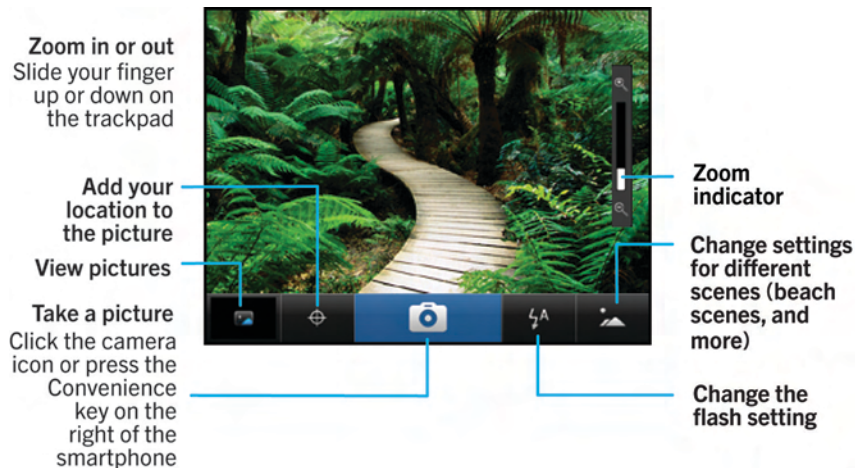 Zoom in or out
Slide your finger
up or down on
the trackpad
Add your
location to
the picture
View pictures
Take a picture
Click the camera
icon or press the
Convenience
key on the
right of the
smartphone
A
Zoom
indicator
Change settings
for different
scenes (beach
scenes, and
more)
Change the
flash setting